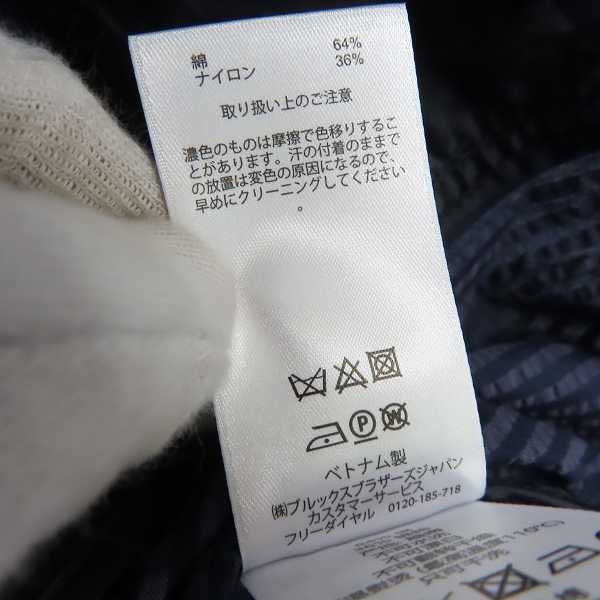 綿 64%
ナイロン 36%
取り扱い上のご注意
濃色のものは摩擦で色移りするこ
とがあります。汗の付着のままで
の放置は変色の原因になるので、
早めにクリーニングしてください
。
P W
ベトナム製
㈱ブルックスブラザーズジャパン
カスタマーサービス
フリーダイヤル 0120-185-718